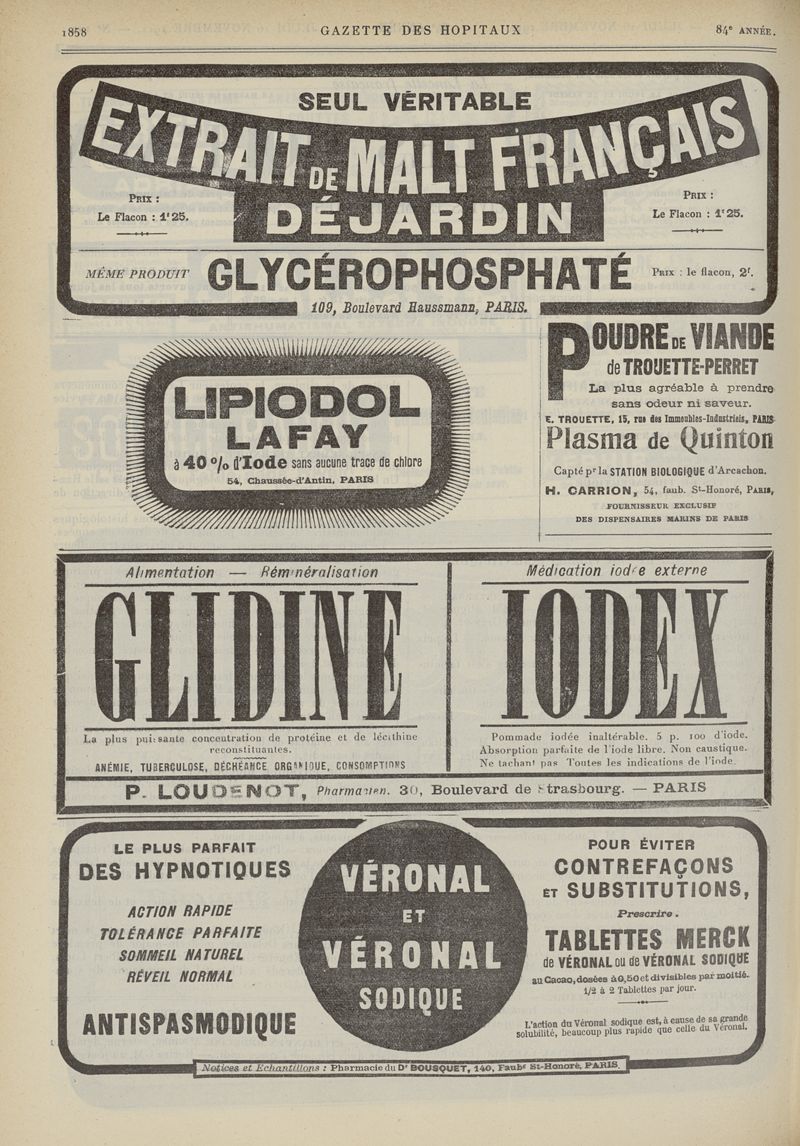 1858
GAZETTE DES HOPITAUX
84e ANNÉE.
SEUL VÉRITABLE
EXTRAIT DE MALT FRANÇAIS
DÉJARDIN
PRIX :
Le Flacon : 1f25.
PRIX :
Le Flacon : 1f25.
MÊME PRODUIT GLYCÉROPHOSPHATÉ PRIX : le flacon, 2f.
109, Boulevard Haussmann, PARIS.
LIPIODOL
LAFAY
à 40 % d'Iode sans aucune trace de chlore
54, Chaussée-d'Antin, PARIS
POUDRE DE VIANDE
de TROUETTE-PERRET
La plus agréable à prendre
sans odeur ni saveur.
E. TROUETTE, 15, rue des Immeubles-Industriels, PARIS
Plasma de Quinton
Capté pr la STATION BIOLOGIQUE d'Arcachon.
H. CARRION, 54, faub. St-Honoré, PARIS,
FOURNISSEUR EXCLUSIF
DES DISPENSAIRES MARINS DE PARIS
Alimentation — Réminéralisation
GLIDINE
La plus puissante concentration de protéine et de lécithine
reconstituantes.
ANÉMIE, TUBERCULOSE, DÉCHÉANCE ORGANIQUE, CONSOMPTIONS
Médication iodée externe
IODEX
Pommade iodée inaltérable. 5 p. 100 d'iode.
Absorption parfaite de l'iode libre. Non caustique.
Ne tachant pas Toutes les indications de l'iode.
P. LOUDENOT, Pharmacien. 30, Boulevard de Strasbourg. — PARIS
LE PLUS PARFAIT
DES HYPNOTIQUES
ACTION RAPIDE
TOLÉRANCE PARFAITE
SOMMEIL NATUREL
RÉVEIL NORMAL
ANTISPASMODIQUE
VÉRONAL
ET
VÉRONAL
SODIQUE
POUR ÉVITER
CONTREFAÇONS
ET SUBSTITUTIONS,
Prescrire.
TABLETTES MERCK
de VÉRONAL ou de VÉRONAL SODIQUE
au Cacao, dosées à 0,50 et divisibles par moitié.
1/2 à 2 Tablettes par jour.
L'action du Véronal sodique est, à cause de sa grande
solubilité, beaucoup plus rapide que celle du Véronal.
Notices et Echantillons : Pharmacie du Dr BOUSQUET, 140, Faubg St-Honoré, PARIS.